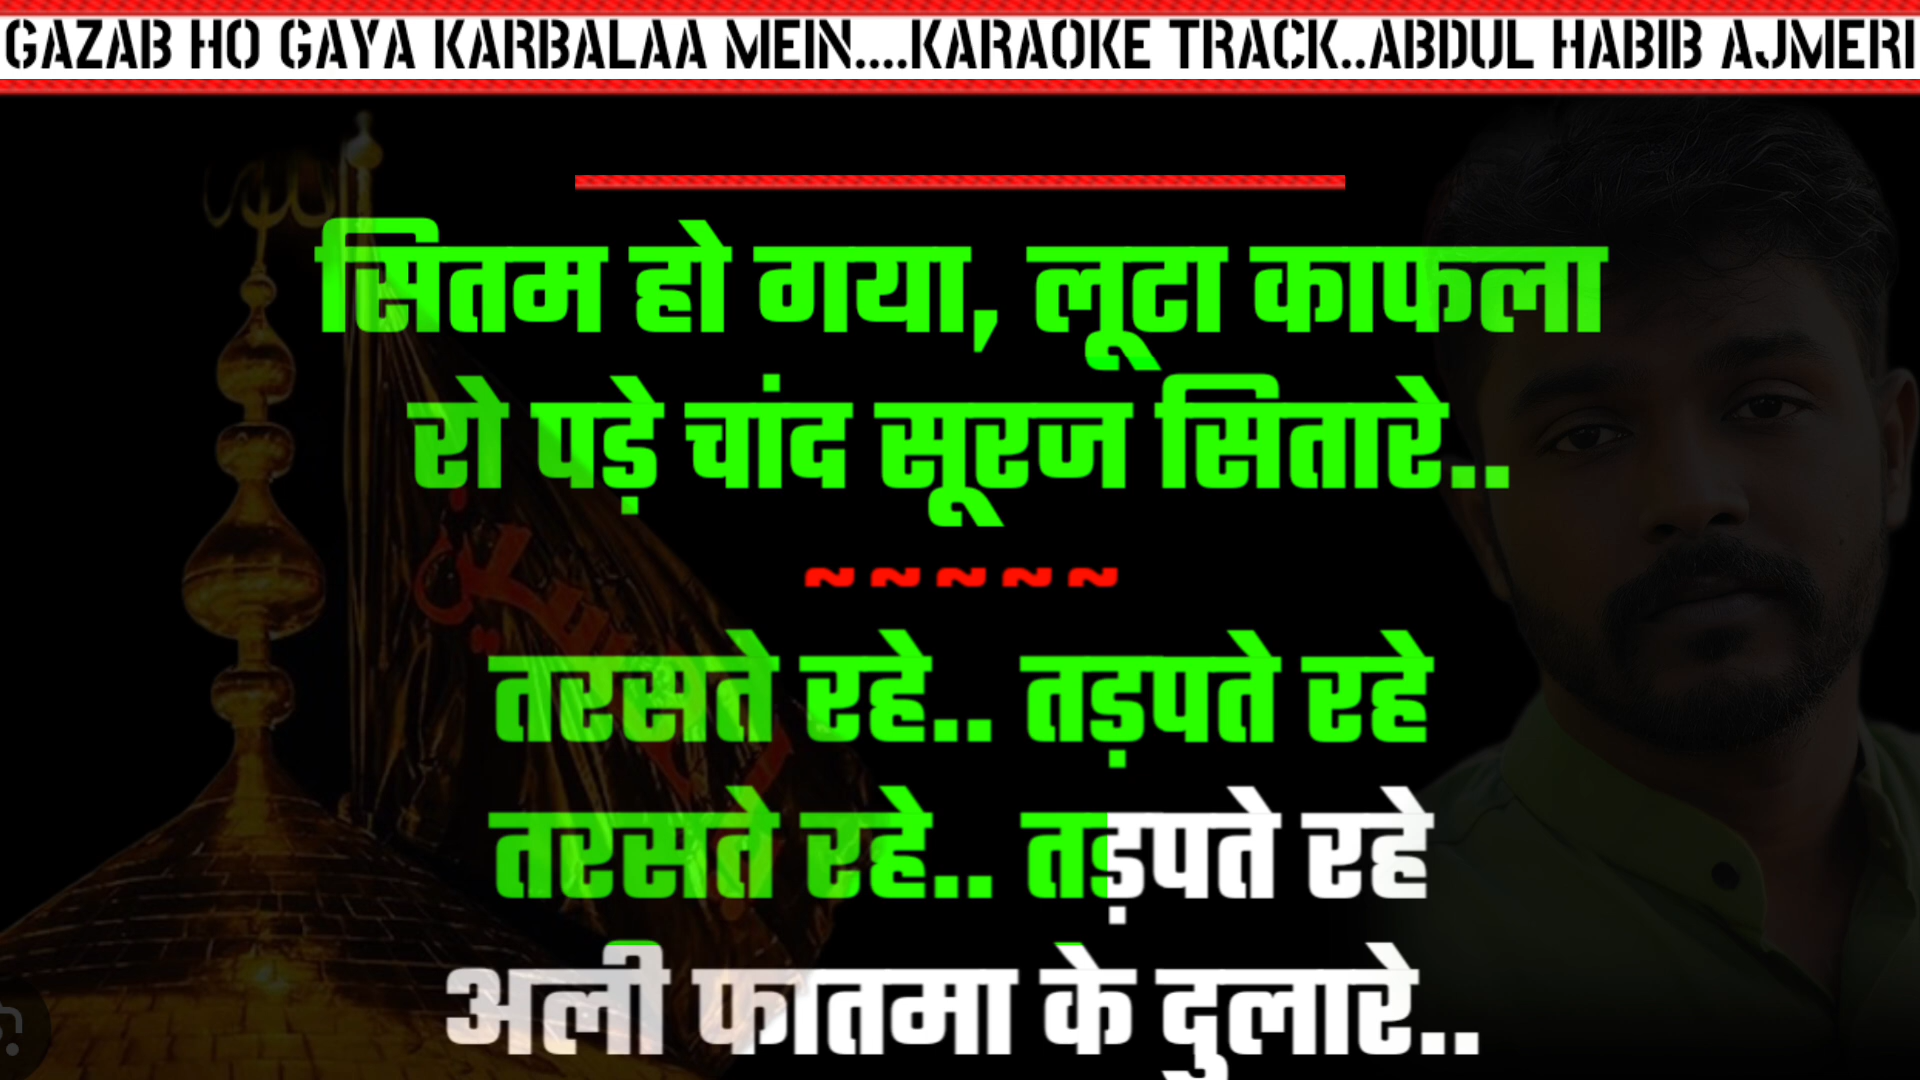 GAZAB HO GAYA KARBALAA MEIN....KARAOKE TRACK..ABDUL HABIB AJMERI
सितम हो गया, लूटा काफला
रो पड़े चांद सूरज सितारे..
~ ~ ~ ~ ~
तरसते रहे.. तड़पते रहे
तरसते रहे.. तड़पते रहे
अली फातमा के दुलारे..